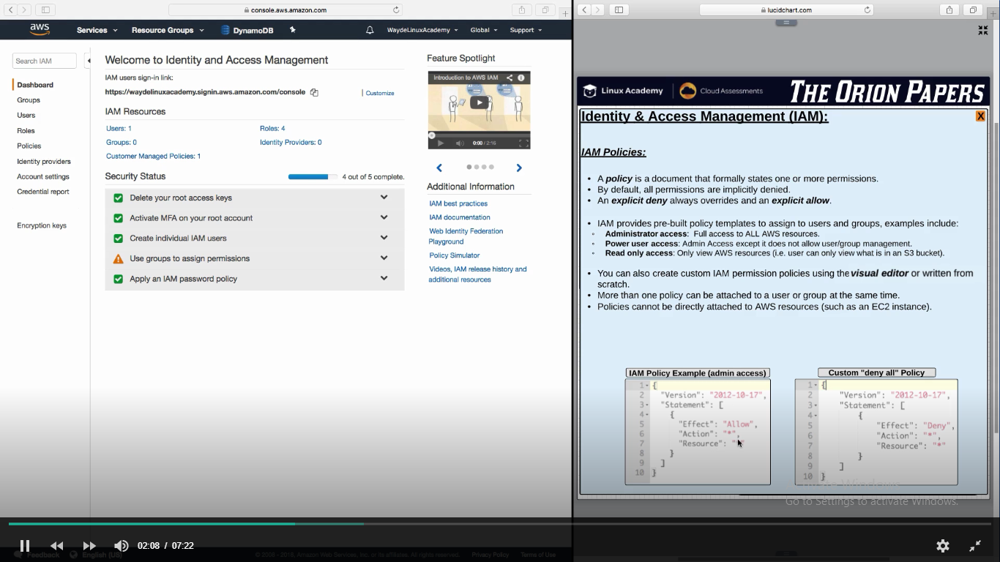 console.aws.amazon.com
lucidchart.com
aws
Services
Resource Groups
DynamoDB
WaydeLinuxAcademy
Global
Support
Search IAM
Dashboard
Groups
Users
Roles
Policies
Identity providers
Account settings
Credential report
Encryption keys
Welcome to Identity and Access Management
IAM users sign-in link:
https://waydelinuxacademy.signin.aws.amazon.com/console
Customize
IAM Resources
Users: 1
Roles: 4
Groups: 0
Identity Providers: 0
Customer Managed Policies: 1
Security Status
4 out of 5 complete.
Delete your root access keys
Activate MFA on your root account
Create individual IAM users
Use groups to assign permissions
Apply an IAM password policy
Feature Spotlight
Introduction to AWS IAM
0:00 / 2:16
Additional Information
IAM best practices
IAM documentation
Web Identity Federation
Playground
Policy Simulator
Videos, IAM release history and
additional resources
Linux Academy
Cloud Assessments
THE ORION PAPERS
Identity & Access Management (IAM):
X
IAM Policies:
• A policy is a document that formally states one or more permissions.
• By default, all permissions are implicitly denied.
• An explicit deny always overrides and an explicit allow.
• IAM provides pre-built policy templates to assign to users and groups, examples include:
◦ Administrator access: Full access to ALL AWS resources.
◦ Power user access: Admin Access except it does not allow user/group management.
◦ Read only access: Only view AWS resources (i.e. user can only view what is in an S3 bucket).
• You can also create custom IAM permission policies using the visual editor or written from
scratch.
• More than one policy can be attached to a user or group at the same time.
• Policies cannot be directly attached to AWS resources (such as an EC2 instance).
IAM Policy Example (admin access)
1 {
2 "Version": "2012-10-17",
3 "Statement": [
4 {
5 "Effect": "Allow",
6 "Action": "*",
7 "Resource":
8 }
9 ]
10 }
Custom "deny all" Policy
1 {
2 "Version": "2012-10-17",
3 "Statement": [
4 {
5 "Effect": "Deny",
6 "Action": "*",
7 "Resource": "*"
8 }
9 ]
10 }
Activate Windows
Go to Settings to activate Windows.
02:08 / 07:22
Feedback
English (US)
© 2008 - 2018, Amazon Web Services, Inc. or its affiliates. All rights reserved.
Privacy Policy
Terms of Use